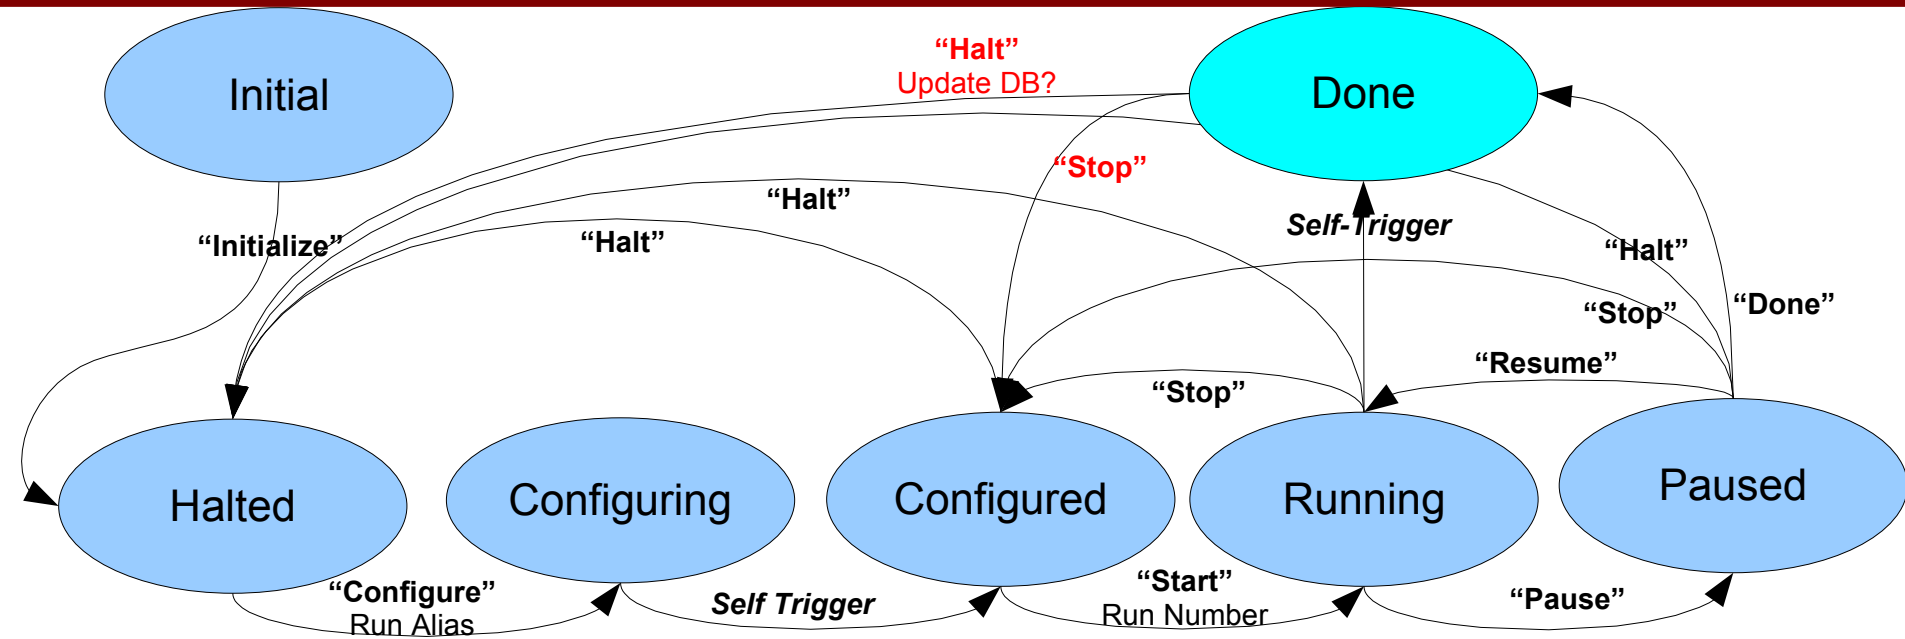 “Halt”
Update DB?
Initial
Done
“Stop”
“Halt”
Self-Trigger
“Initialize”
“Halt”
“Halt”
“Stop”
“Done”
“Resume”
“Stop”
Halted
Configuring
Configured
Running
Paused
“Configure”
Run Alias
Self Trigger
“Start”
Run Number
“Pause”